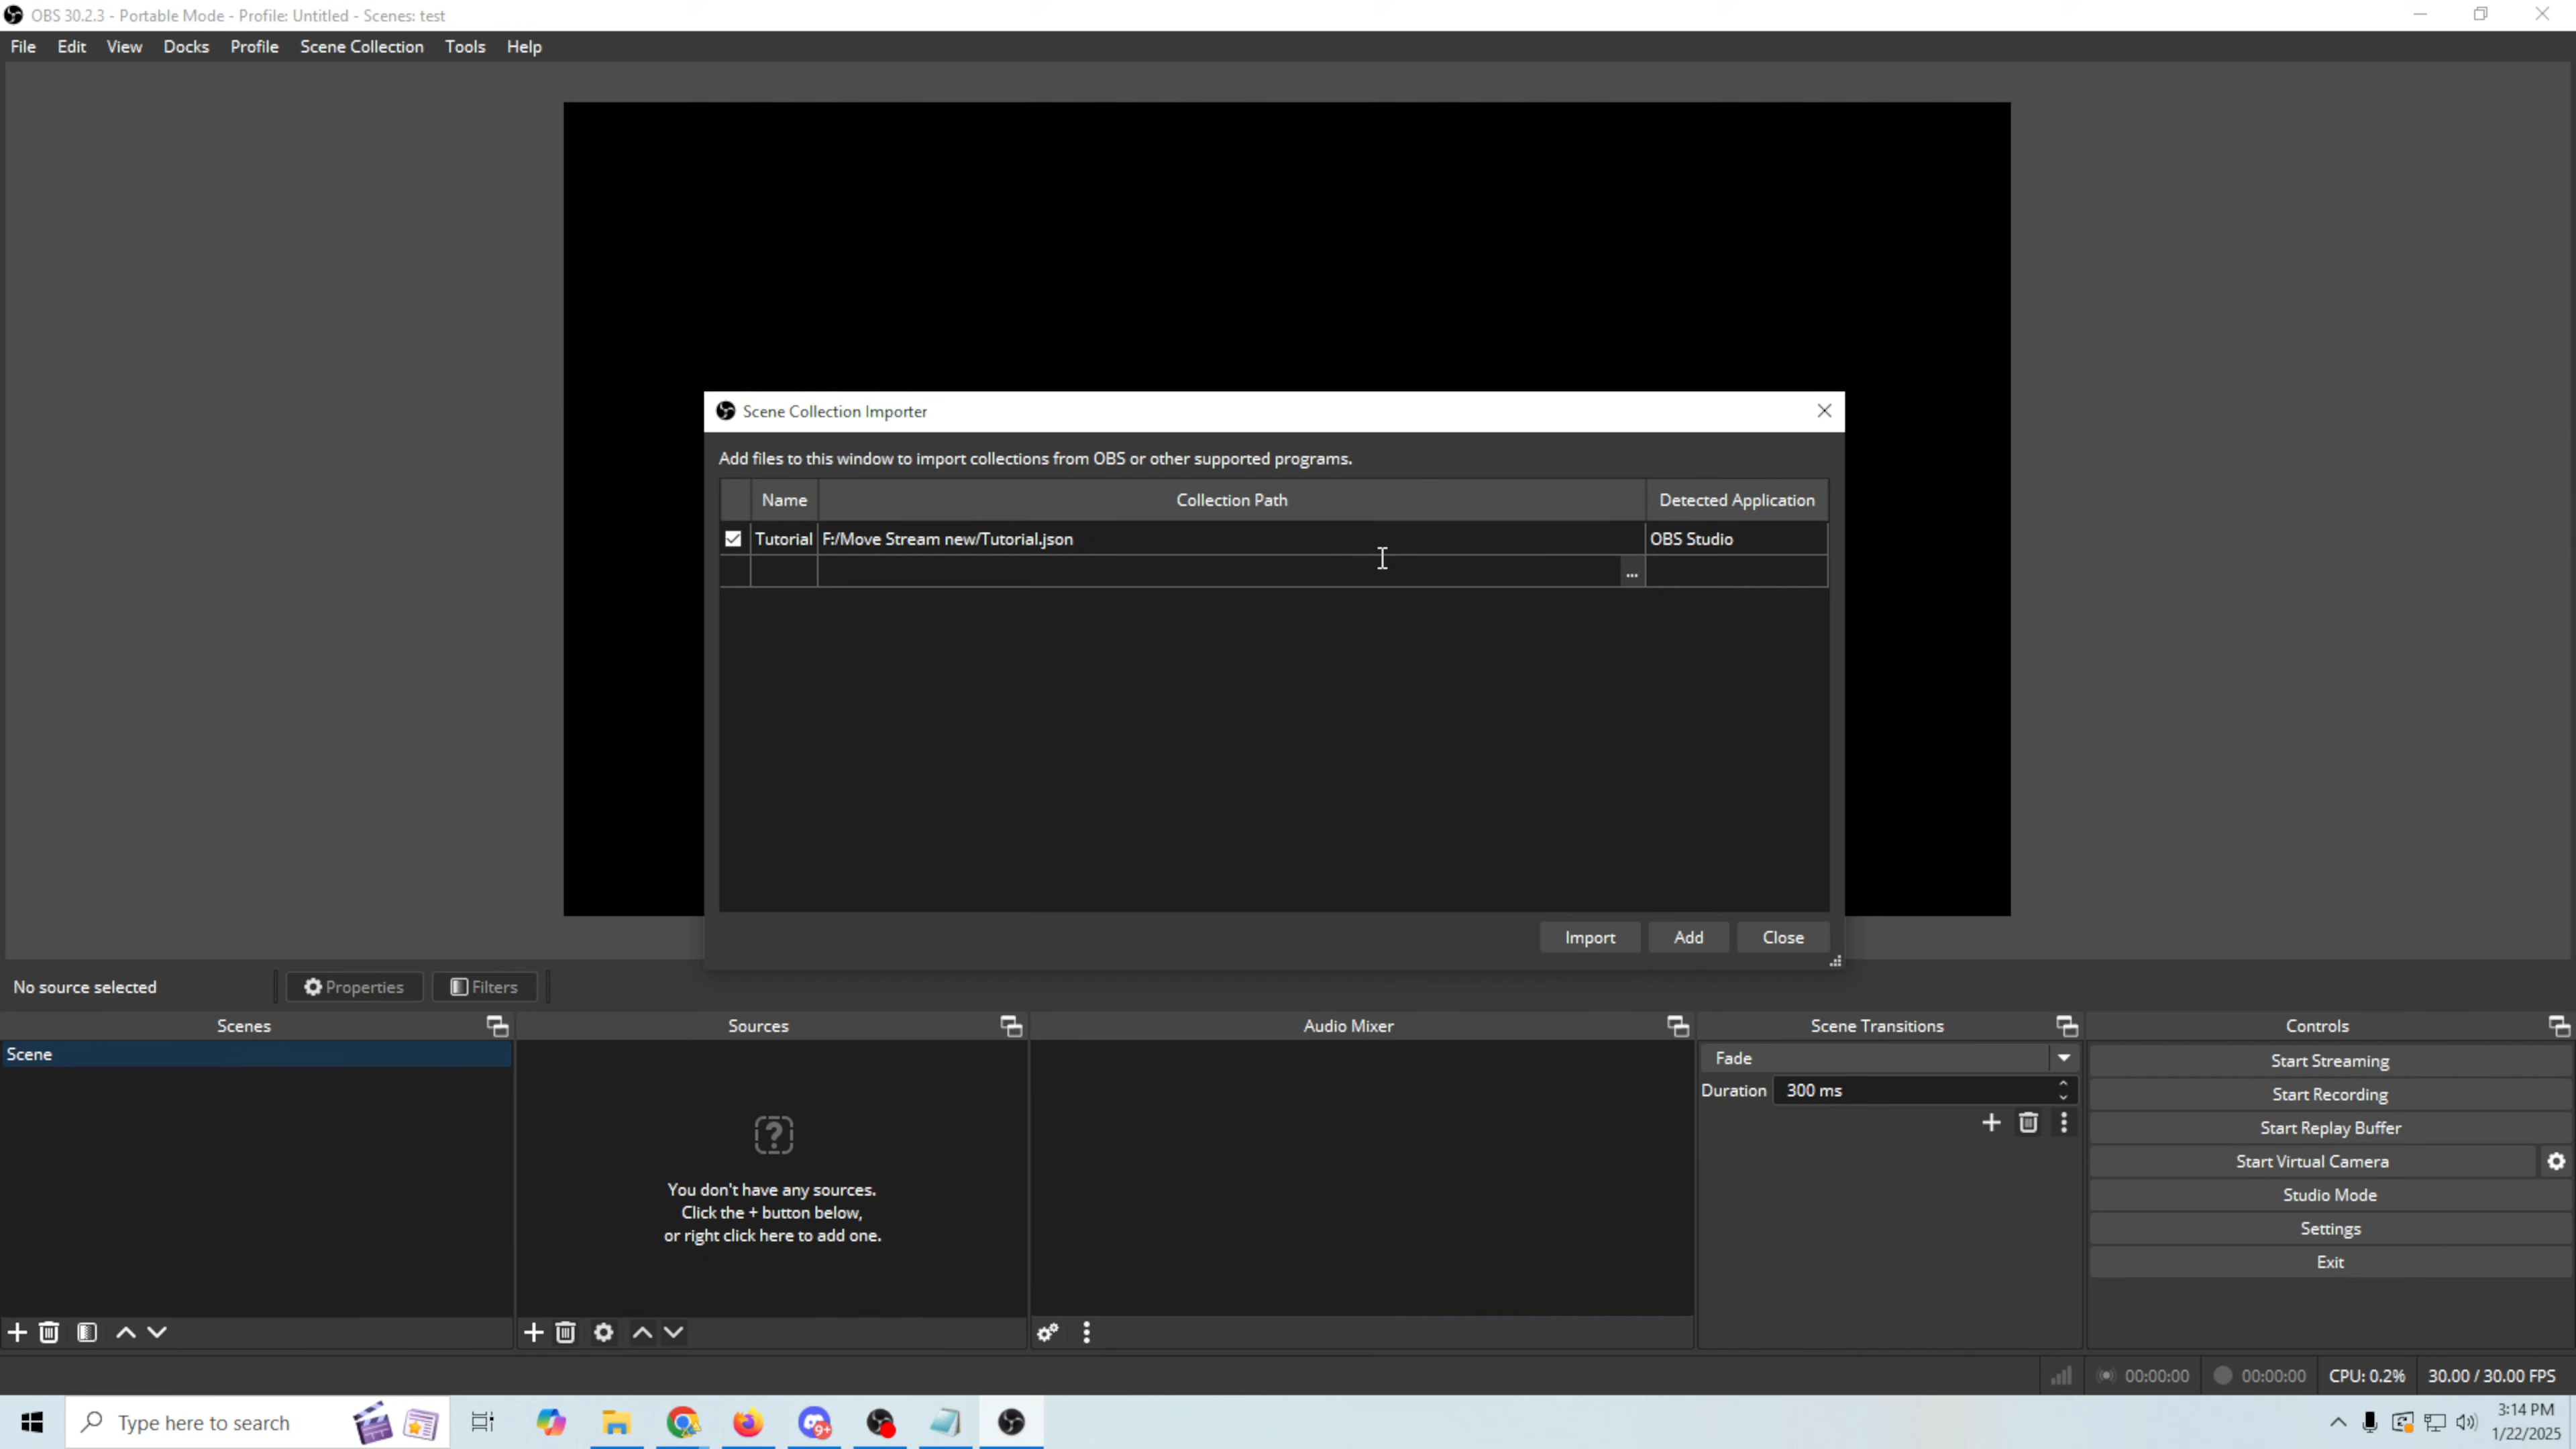 OBS 30.2.3 - Portable Mode - Profile: Untitled - Scenes: test
File Edit View Docks Profile Scene Collection Tools Help
Scene Collection Importer
Add files to this window to import collections from OBS or other supported programs.
Name Collection Path Detected Application
Tutorial F:/Move Stream new/Tutorial.json OBS Studio
...
Import Add Close
No source selected Properties Filters
Scenes Sources Audio Mixer Scene Transitions Controls
Scene
Fade
Duration 300 ms
You don't have any sources.
Click the + button below,
or right click here to add one.
Start Streaming
Start Recording
Start Replay Buffer
Start Virtual Camera
Studio Mode
Settings
Exit
00:00:00 00:00:00 CPU: 0.2% 30.00 / 30.00 FPS
Type here to search
9+
3:14 PM
1/22/2025